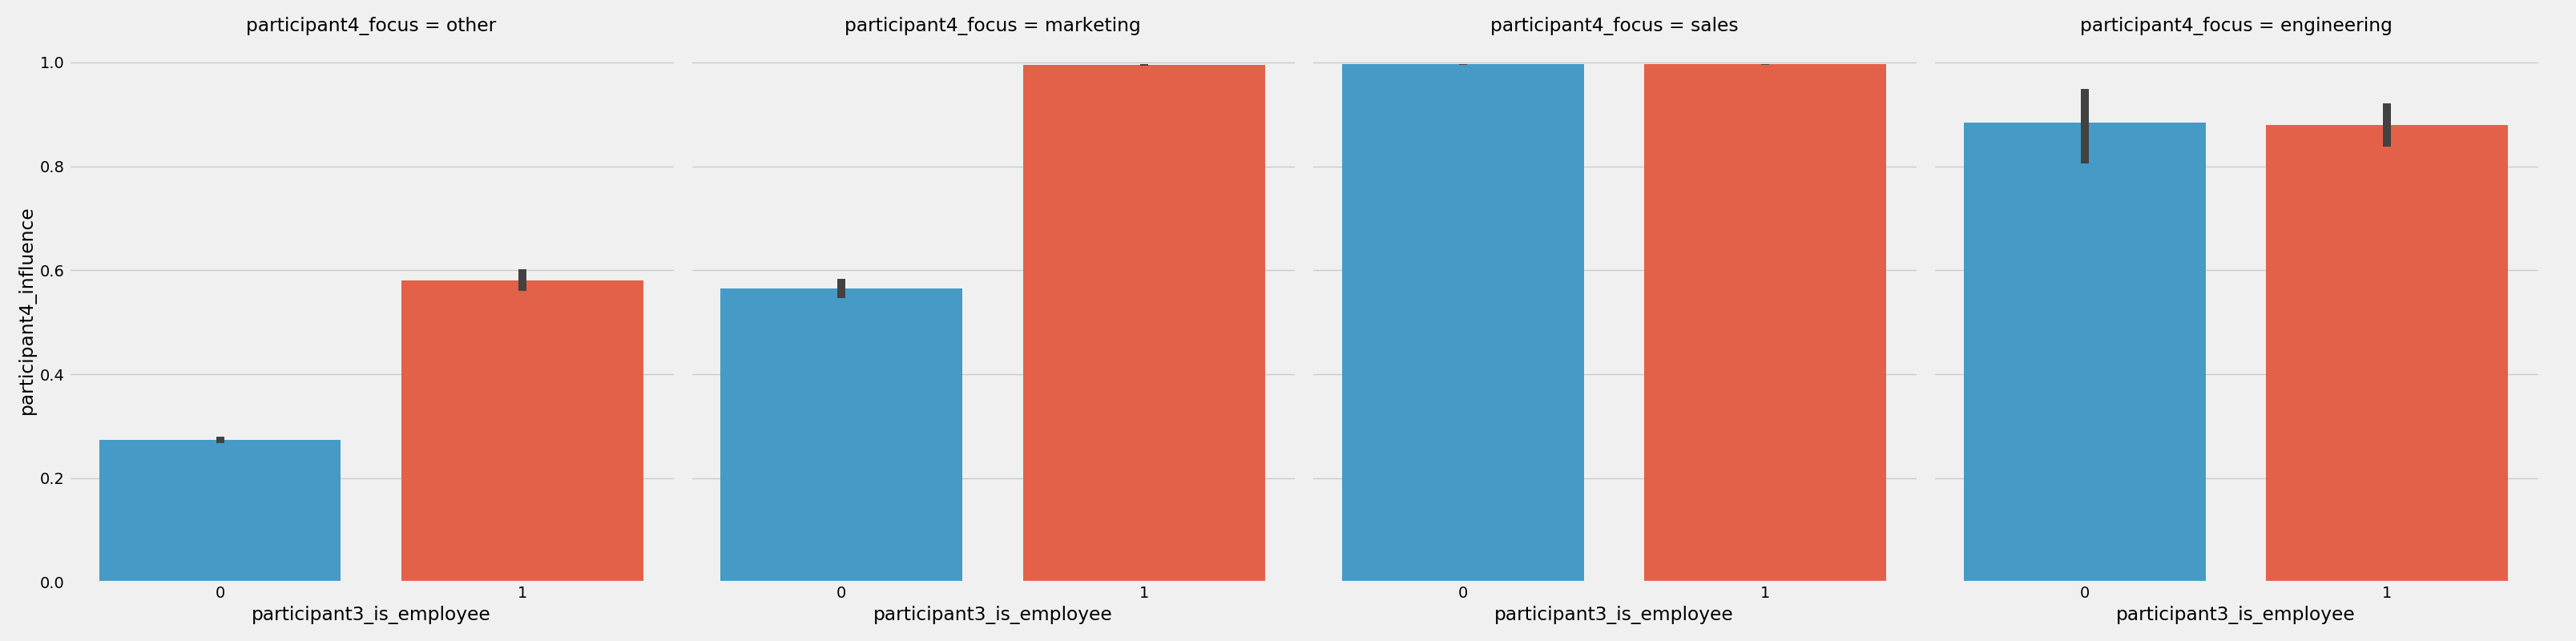 participant4_focus = other
participant4_focus = marketing
participant4_focus = sales
participant4_focus = engineering
participant4_influence
1.0
0.8
0.6
0.4
0.2
0.0
0 1 0 1 0 1 0 1
participant3_is_employee participant3_is_employee participant3_is_employee participant3_is_employee